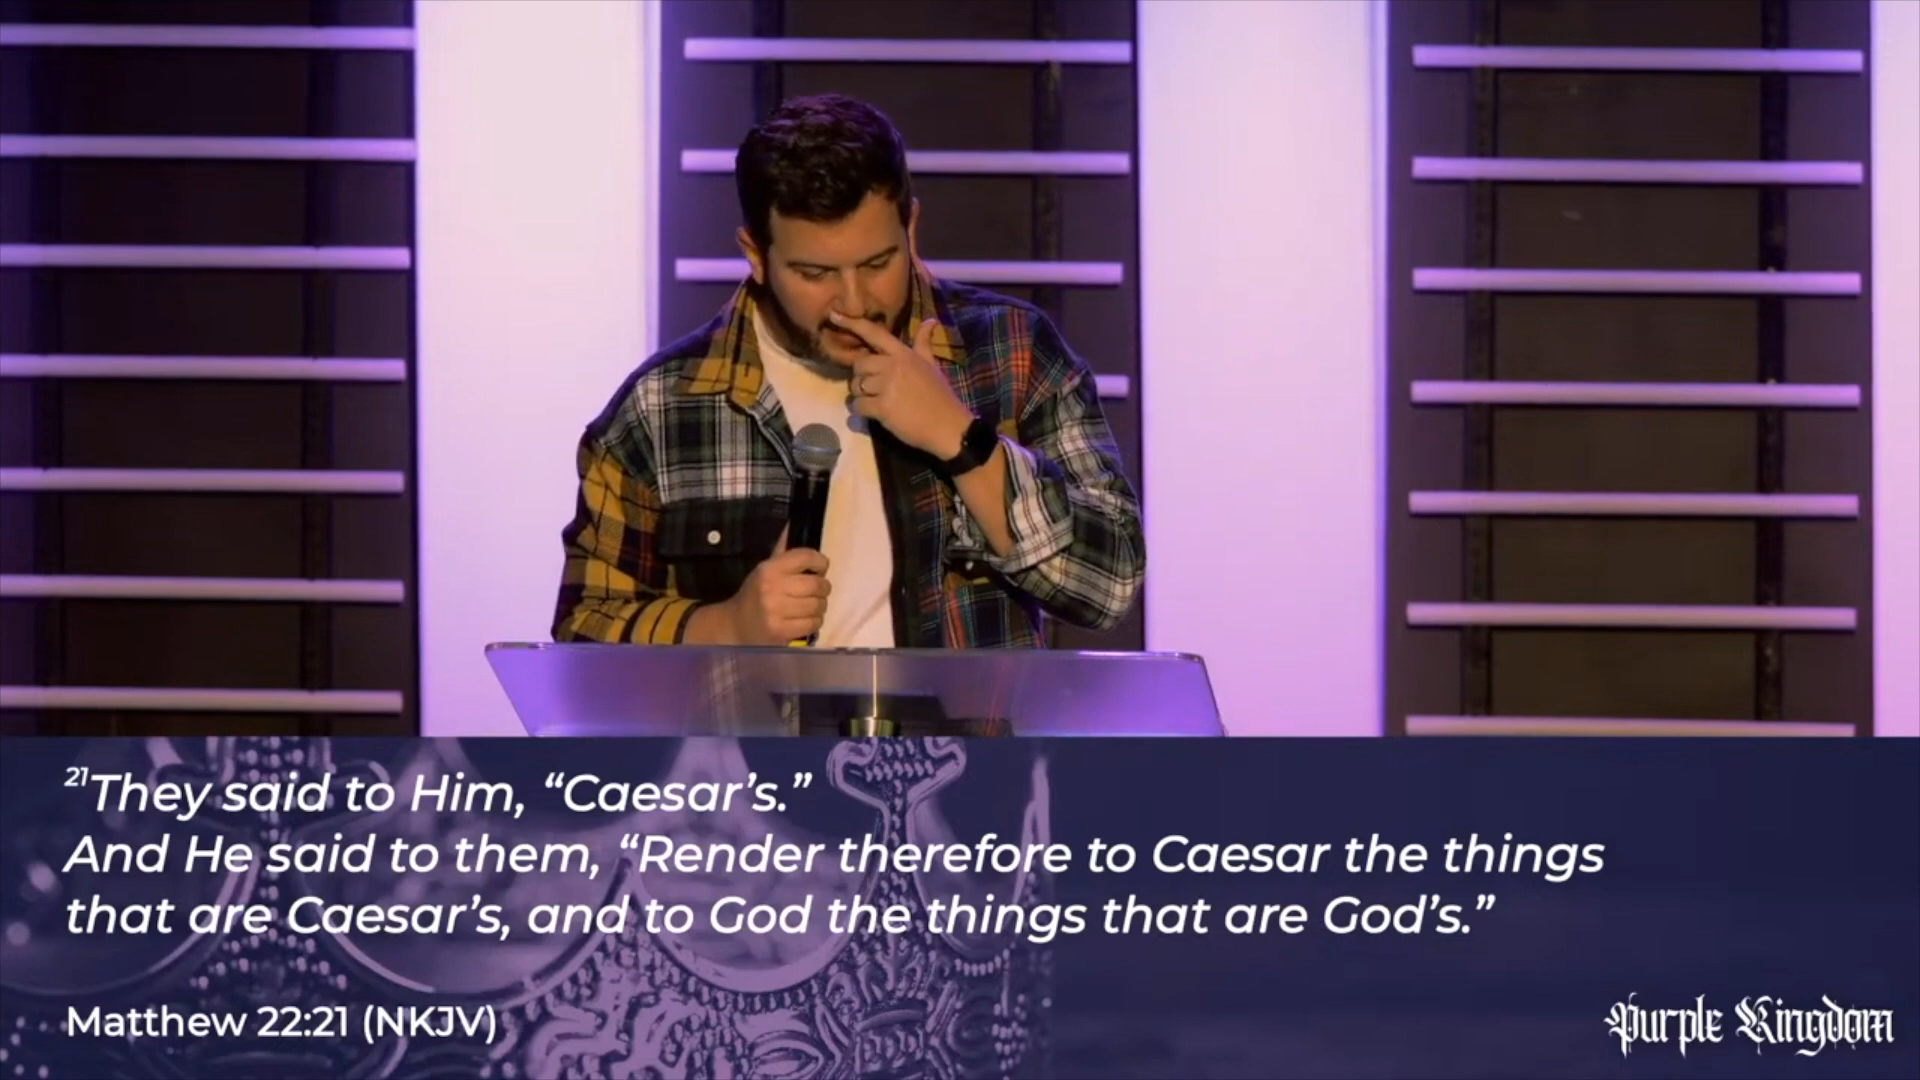 21They said to Him, “Caesar’s.”
And He said to them, “Render therefore to Caesar the things
that are Caesar’s, and to God the things that are God’s.”
Matthew 22:21 (NKJV)
Purple Kingdom